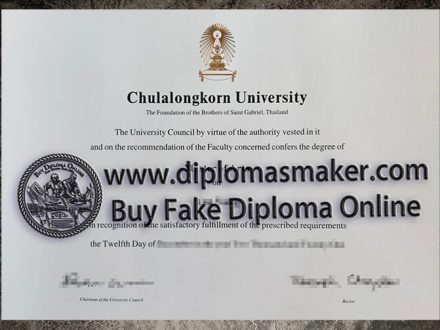 Chulalongkorn University
The Foundation of the Brothers of Saint Gabriel, Thailand
The University Council by virtue of the authority vested in it
and on the recommendation of the Faculty concerned confers the degree of
BUY DIPLOMA ONLINE
www.diplomasmaker.com
Buy Fake Diploma Online
in recognition of the satisfactory fulfillment of the prescribed requirements
the Twelfth Day of
Chairman of the University Council
Rector